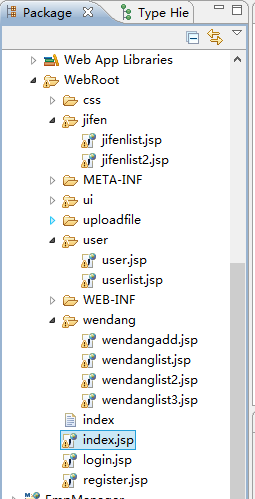 Package
Type Hie
Web App Libraries
WebRoot
css
jifen
jifenlist.jsp
jifenlist2.jsp
META-INF
ui
uploadfile
user
user.jsp
userlist.jsp
WEB-INF
wendang
wendangadd.jsp
wendanglist.jsp
wendanglist2.jsp
wendanglist3.jsp
index
index.jsp
login.jsp
register.jsp